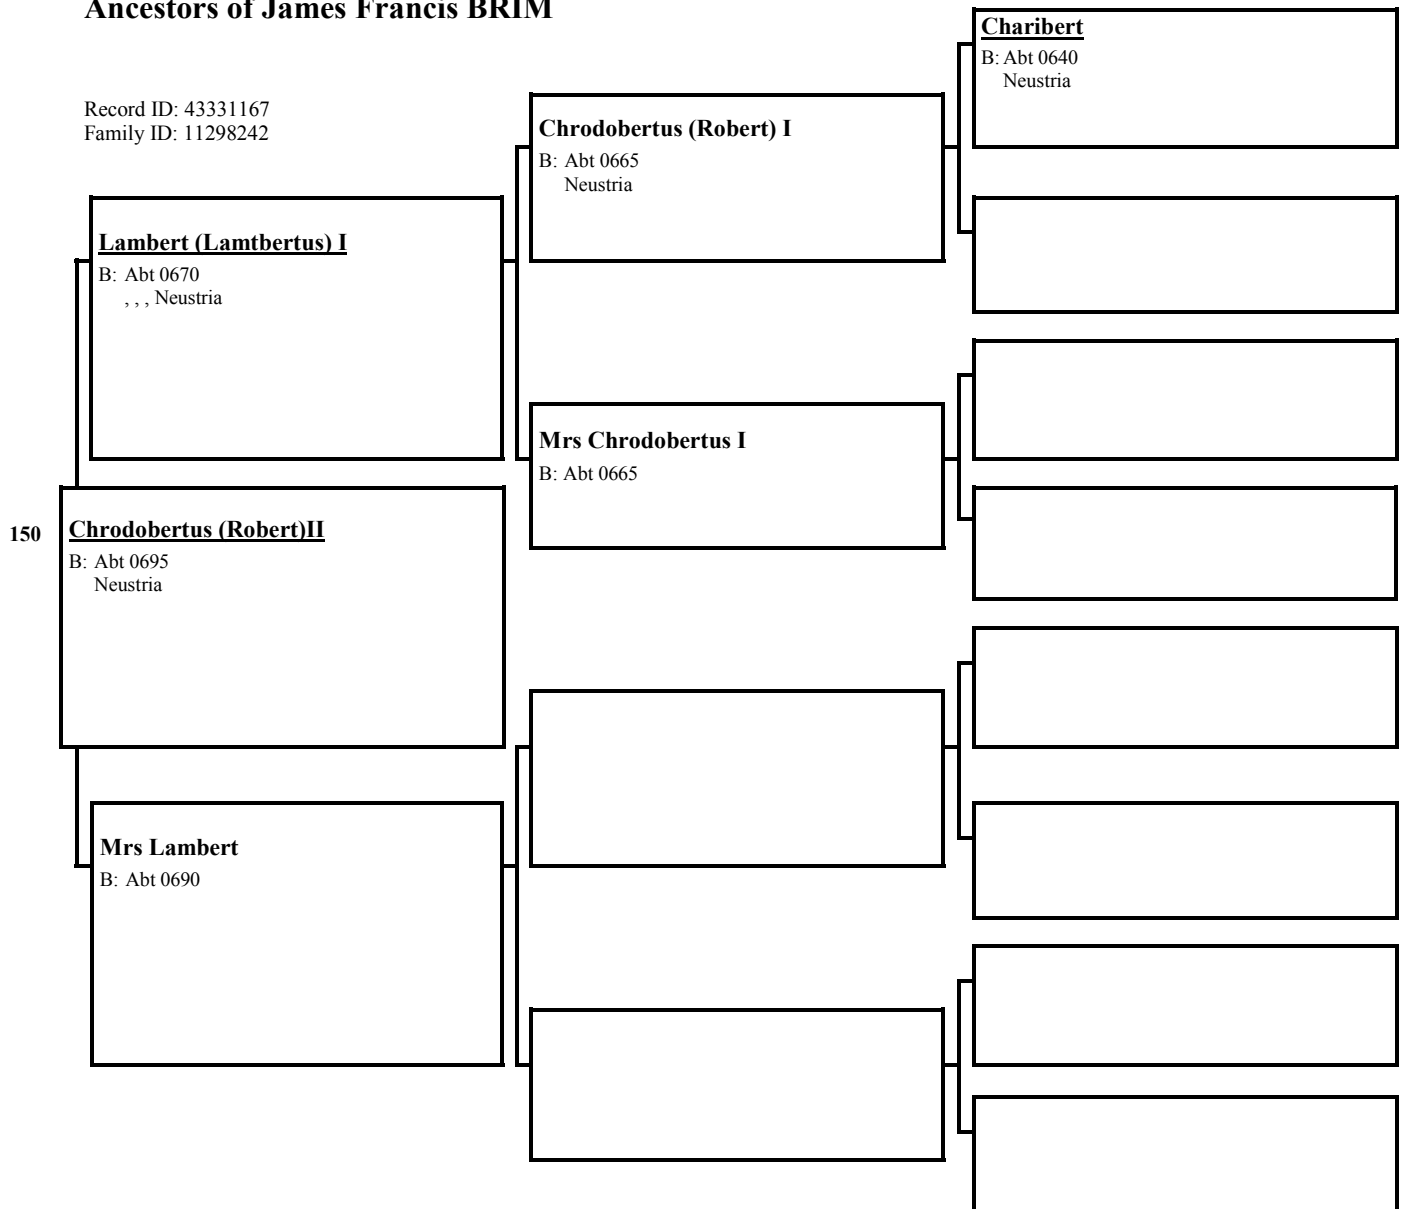 Ancestors of James Francis BRIM
Record ID: 43331167
Family ID: 11298242
Charibert
B: Abt 0640
Neustria
Chrodobertus (Robert) I
B: Abt 0665
Neustria
Lambert (Lamtbertus) I
B: Abt 0670
, , , Neustria
Mrs Chrodobertus I
B: Abt 0665
150
Chrodobertus (Robert)II
B: Abt 0695
Neustria
Mrs Lambert
B: Abt 0690